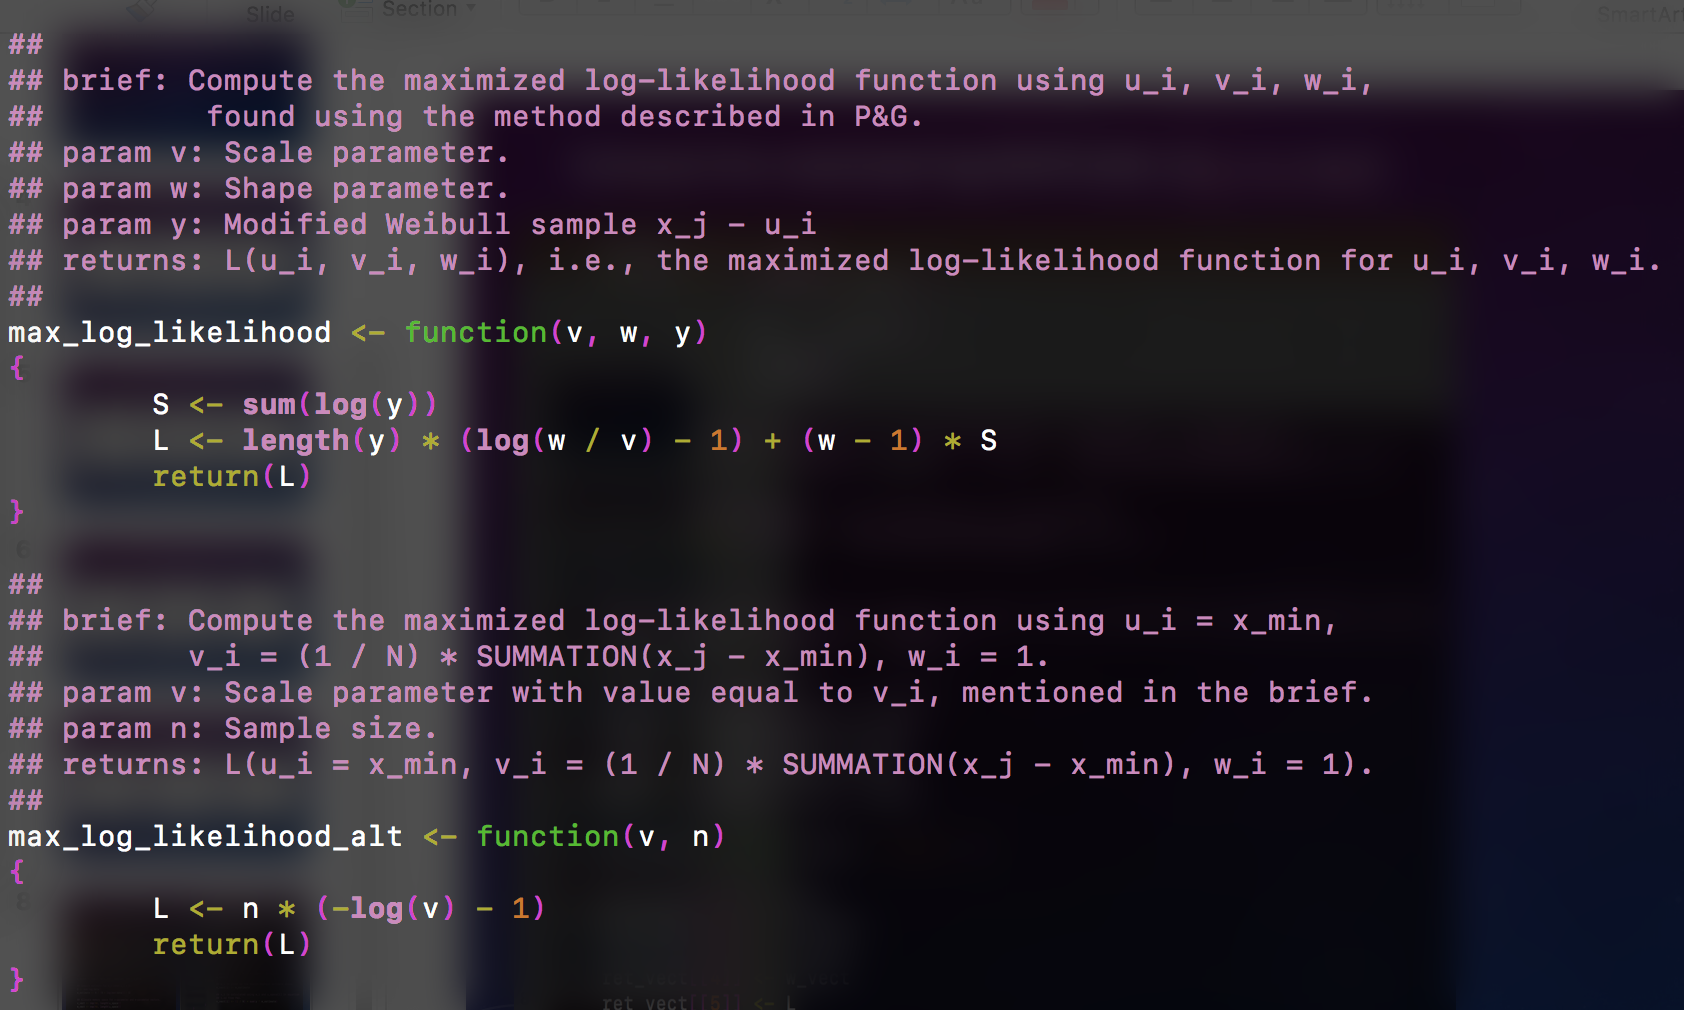 Slide
Section
SmartArt
##
## brief: Compute the maximized log-likelihood function using u_i, v_i, w_i,
##         found using the method described in P&G.
## param v: Scale parameter.
## param w: Shape parameter.
## param y: Modified Weibull sample x_j - u_i
## returns: L(u_i, v_i, w_i), i.e., the maximized log-likelihood function for u_i, v_i, w_i.
##
max_log_likelihood <- function(v, w, y)
{
        S <- sum(log(y))
        L <- length(y) * (log(w / v) - 1) + (w - 1) * S
        return(L)
}
6
##
## brief: Compute the maximized log-likelihood function using u_i = x_min,
##        v_i = (1 / N) * SUMMATION(x_j - x_min), w_i = 1.
## param v: Scale parameter with value equal to v_i, mentioned in the brief.
## param n: Sample size.
## returns: L(u_i = x_min, v_i = (1 / N) * SUMMATION(x_j - x_min), w_i = 1).
##
max_log_likelihood_alt <- function(v, n)
{
8
        L <- n * (-log(v) - 1)
        return(L)
}
ret_vect[[5]] <- L